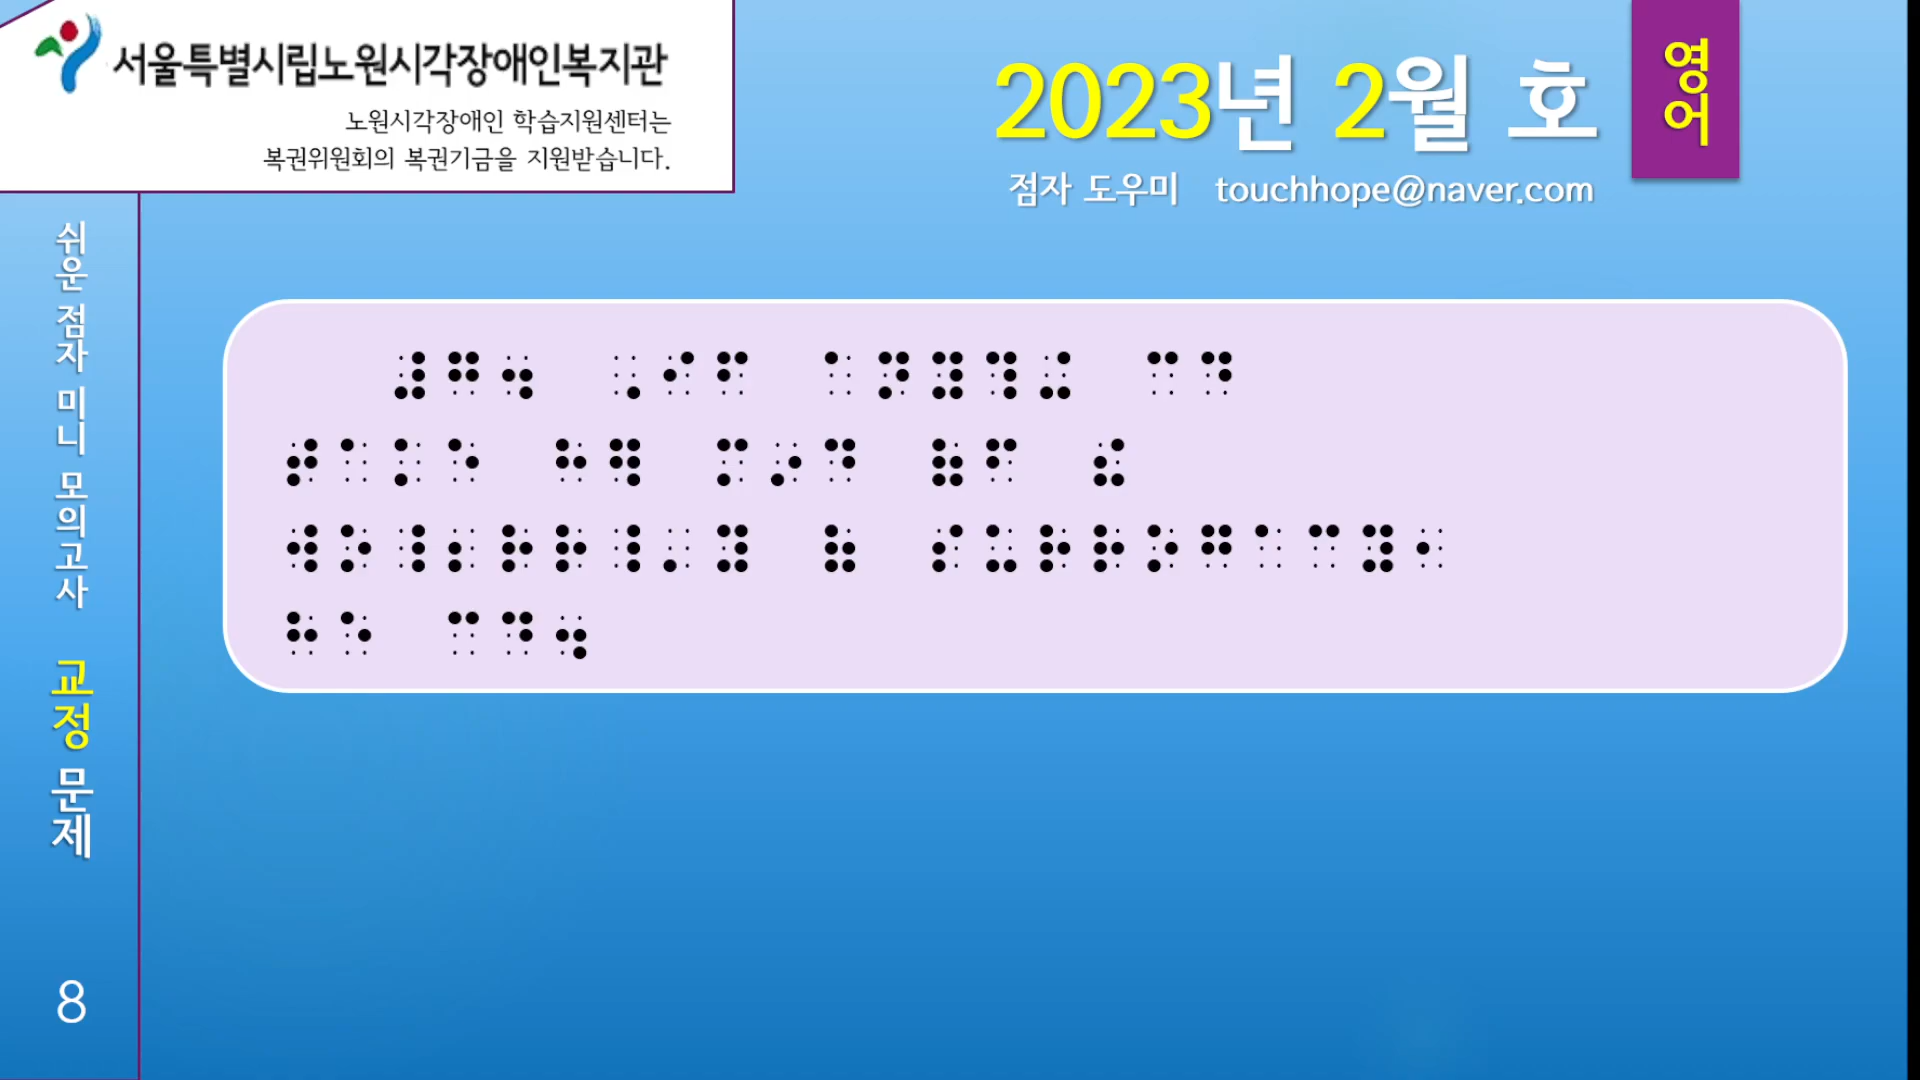 서울특별시립노원시각장애인복지관
노원시각장애인 학습지원센터는
복권위원회의 복권기금을 지원받습니다.
2023년 2월 호
영어
점자 도우미 touchhope@naver.com
쉬운 점자 미니 모의고사 교정 문제
8
⠼⠛⠲ ⠠⠊⠋ ⠁⠝⠽⠹⠬ ⠉⠙
⠞⠁⠅⠑ ⠓⠻ ⠍⠔⠙ ⠷⠋ ⠮
⠺⠕⠸⠆⠗⠗⠸⠄⠽ ⠷ ⠎⠥⠗⠗⠕⠛⠁⠉⠽⠂
⠓⠑ ⠉⠙⠲